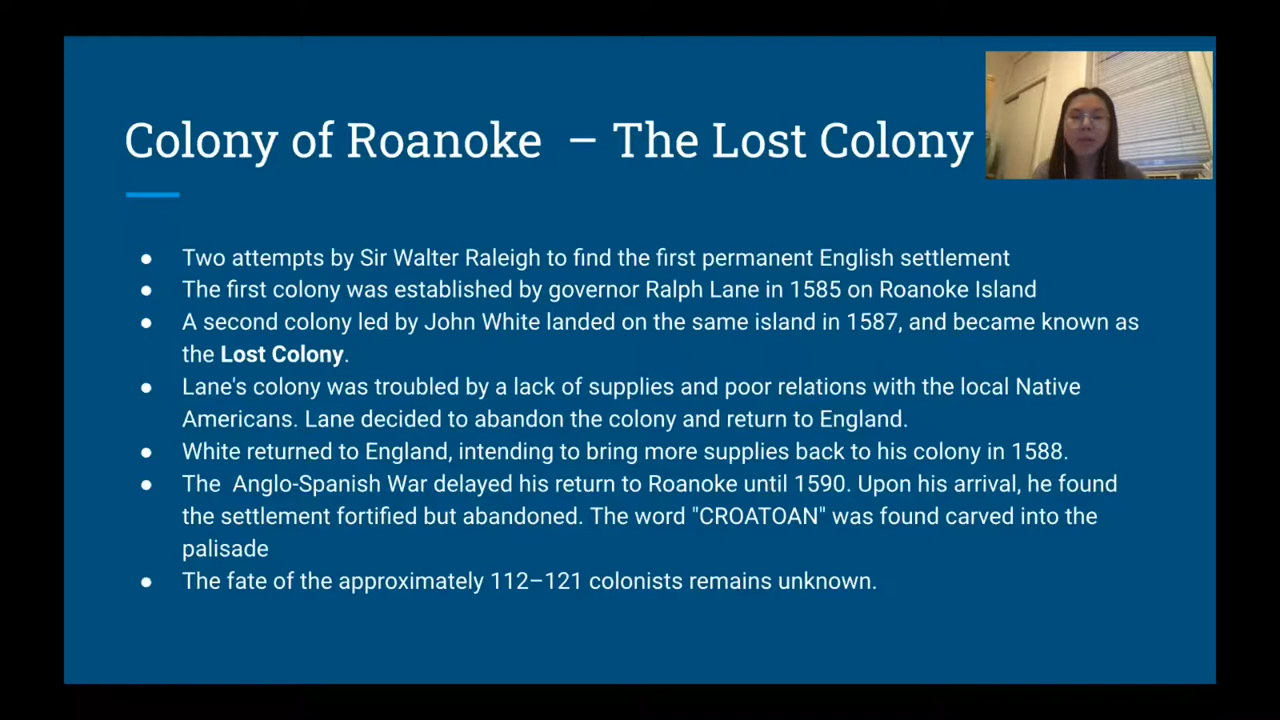 Colony of Roanoke – The Lost Colony
● Two attempts by Sir Walter Raleigh to find the first permanent English settlement
● The first colony was established by governor Ralph Lane in 1585 on Roanoke Island
● A second colony led by John White landed on the same island in 1587, and became known as
the Lost Colony.
● Lane's colony was troubled by a lack of supplies and poor relations with the local Native
Americans. Lane decided to abandon the colony and return to England.
● White returned to England, intending to bring more supplies back to his colony in 1588.
● The Anglo-Spanish War delayed his return to Roanoke until 1590. Upon his arrival, he found
the settlement fortified but abandoned. The word "CROATOAN" was found carved into the
palisade
● The fate of the approximately 112–121 colonists remains unknown.